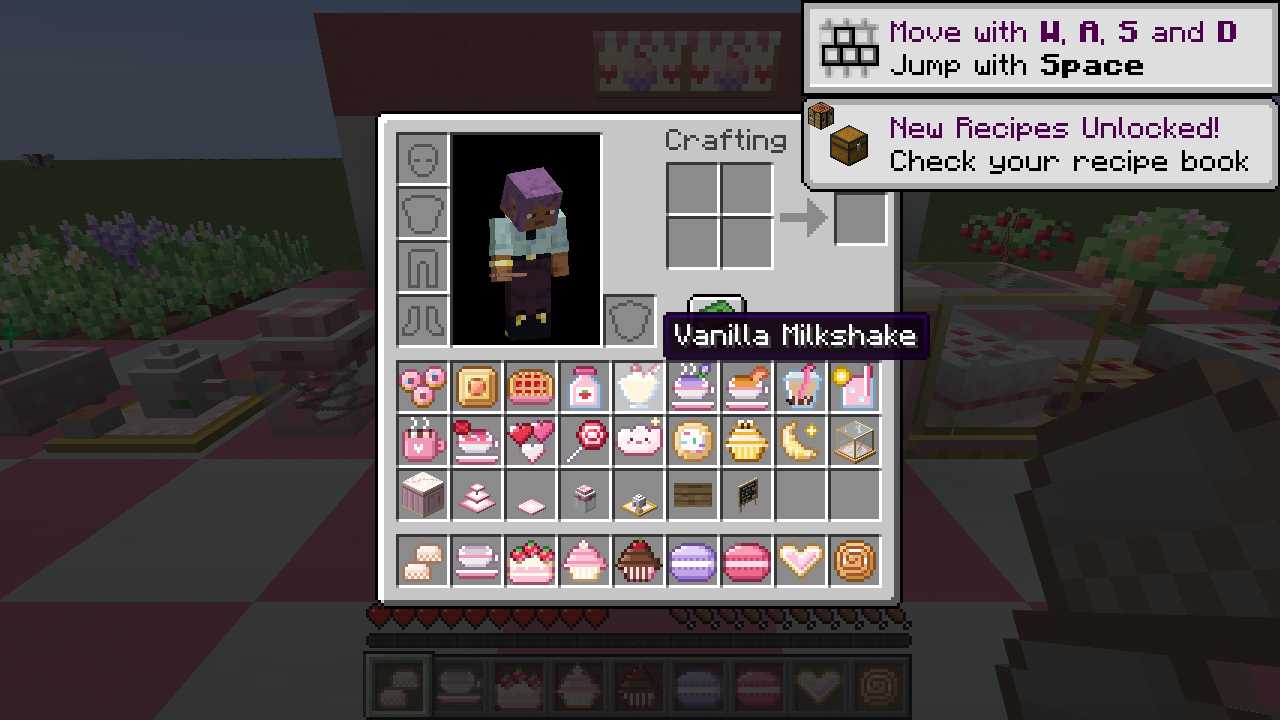 Move with W, A, S and D
Jump with Space
New Recipes Unlocked!
Check your recipe book
Crafting
Vanilla Milkshake